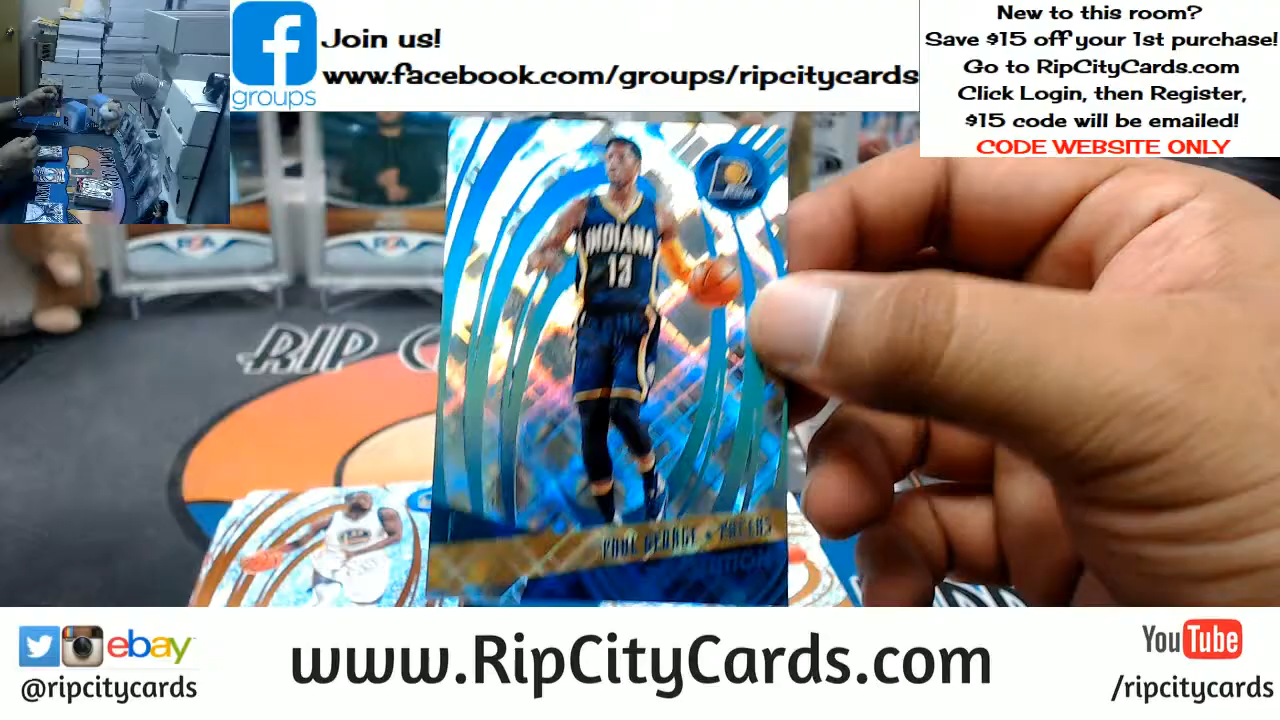 Join us!
www.facebook.com/groups/ripcitycards
groups
New to this room?
Save $15 off your 1st purchase!
Go to RipCityCards.com
Click Login, then Register,
$15 code will be emailed!
CODE WEBSITE ONLY
RIP C
INDIANA
13
PAUL GEORGE PACERS
ebay
@ripcitycards
www.RipCityCards.com
YouTube
/ripcitycards